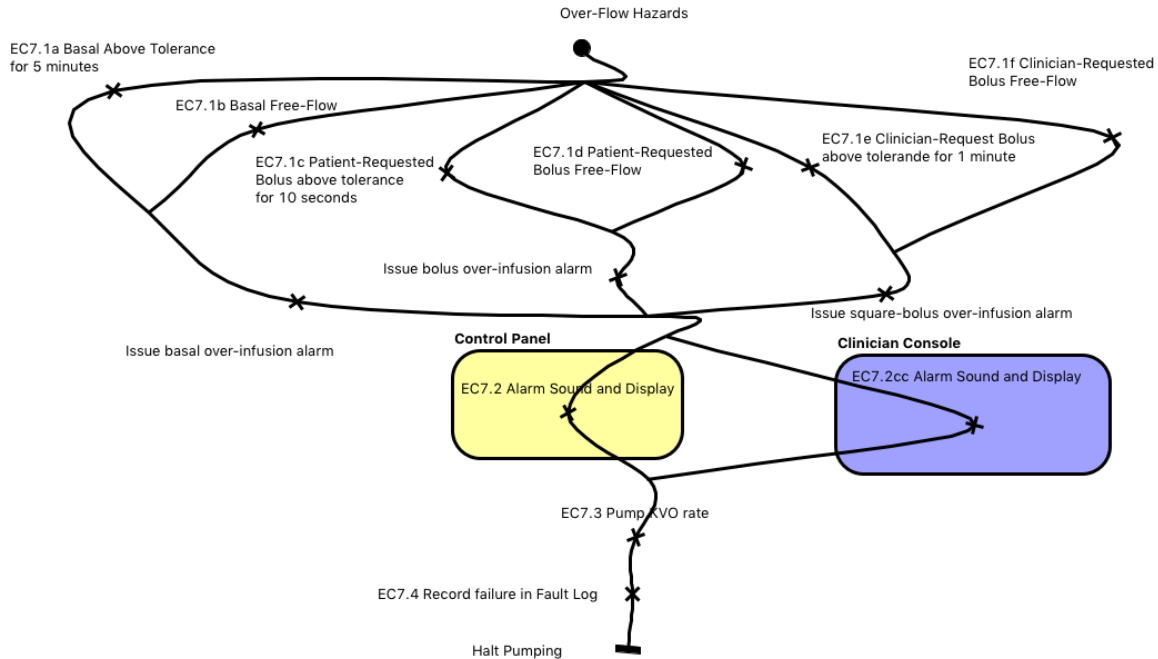 Over-Flow Hazards
EC7.1a Basal Above Tolerance
for 5 minutes
EC7.1f Clinician-Requested
Bolus Free-Flow
EC7.1b Basal Free-Flow
EC7.1c Patient-Requested
Bolus above tolerance
for 10 seconds
EC7.1d Patient-Requested
Bolus Free-Flow
EC7.1e Clinician-Request Bolus
above tolerande for 1 minute
Issue bolus over-infusion alarm
Issue square-bolus over-infusion alarm
Issue basal over-infusion alarm
Control Panel
Clinician Console
EC7.2 Alarm Sound and Display
EC7.2cc Alarm Sound and Display
EC7.3 Pump KVO rate
EC7.4 Record failure in Fault Log
Halt Pumping